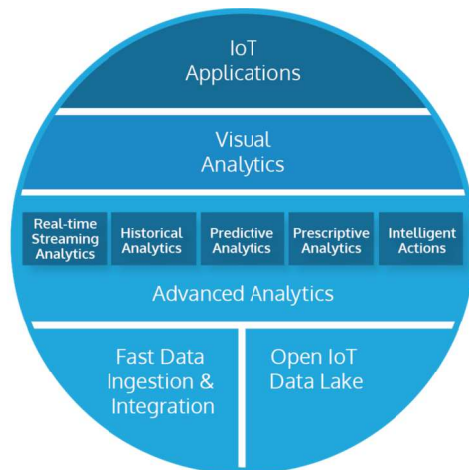 IoT
Applications
Visual
Analytics
Real-time
Streaming
Analytics
Historical
Analytics
Predictive
Analytics
Prescriptive
Analytics
Intelligent
Actions
Advanced Analytics
Fast Data
Ingestion &
Integration
Open IoT
Data Lake